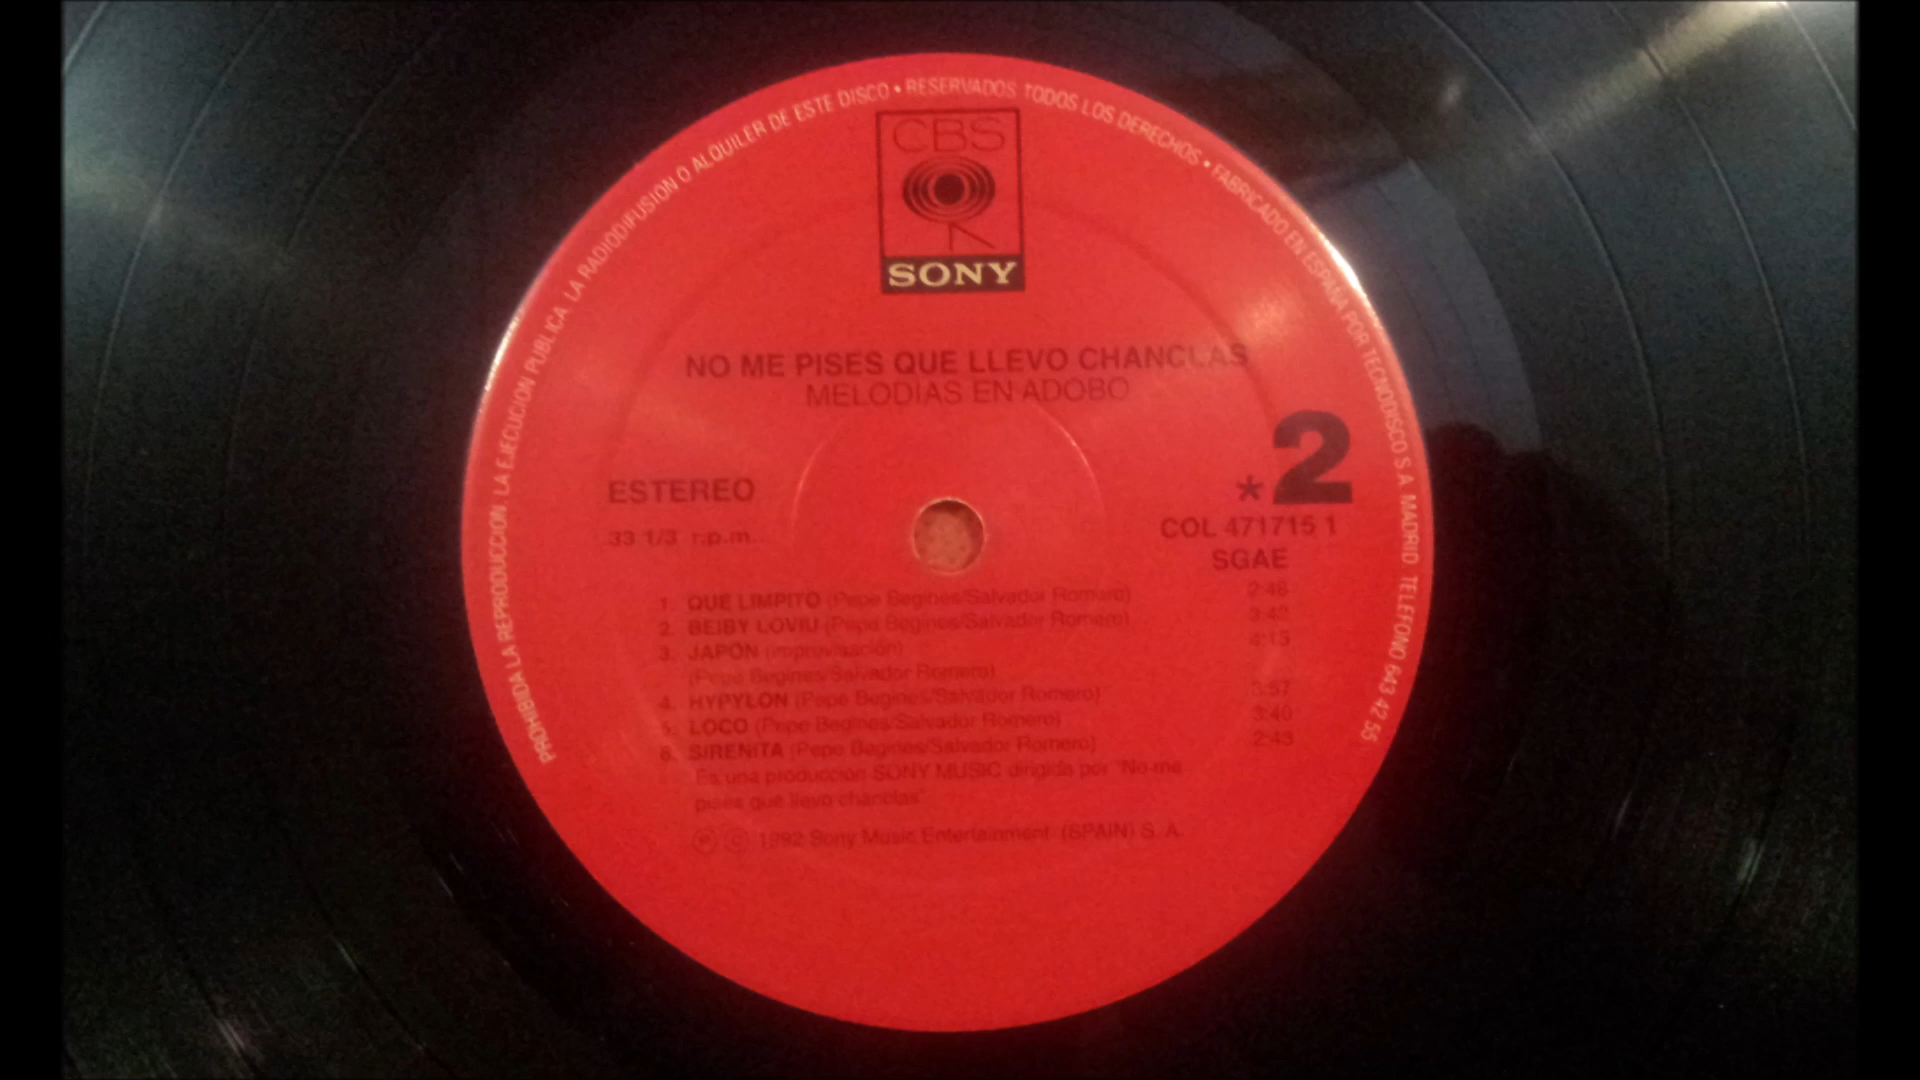 PROHIBIDA LA REPRODUCCION. LA EJECUCION PUBLICA. LA RADIODIFUSION O ALQUILER DE ESTE DISCO • RESERVADOS TODOS LOS DERECHOS • FABRICADO EN ESPAÑA POR TECNODISCO S.A. MADRID. TELEFONO 643 42 55
CBS
SONY
NO ME PISES QUE LLEVO CHANCLAS
MELODIAS EN ADOBO
*2
ESTEREO
33 1/3 r.p.m.
COL 471715 1
SGAE
1. QUE LIMPITO (Pepe Begines/Salvador Romero) 2:48
2. BEIBY LOVIU (Pepe Begines/Salvador Romero) 3:42
3. JAPON (improvisación) 4:15
(Pepe Begines/Salvador Romero)
4. HYPYLON (Pepe Begines/Salvador Romero) 3:57
5. LOCO (Pepe Begines/Salvador Romero) 3:40
6. SIRENITA (Pepe Begines/Salvador Romero) 2:43
Es una producción SONY MUSIC dirigida por "No me
pises que llevo chanclas"
Ⓟ Ⓒ 1992 Sony Music Entertainment (SPAIN) S. A.